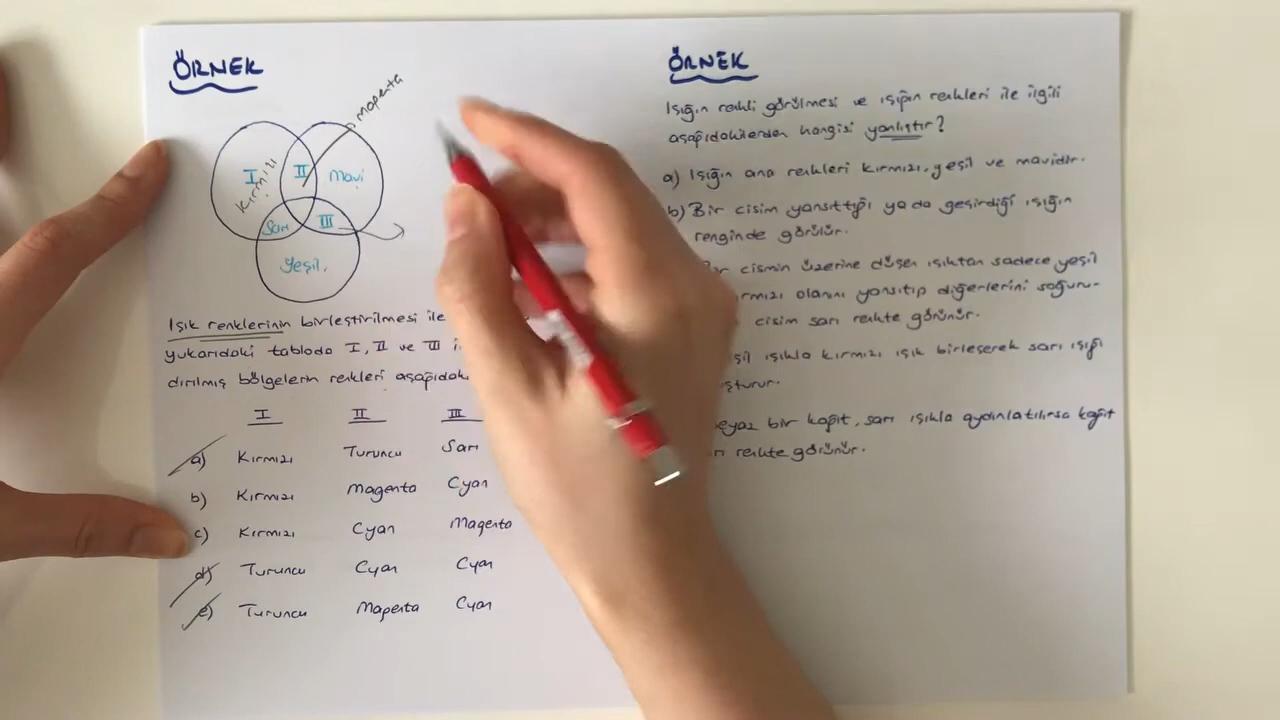 ÖRNEK
magenta
I
Kırmızı
II
Mavi
Sarı
III
Yeşil
Işık renklerinin birleştirilmesi ile
yukarıdaki tabloda I, II ve III
dırılmış bölgelerin renkleri aşağıdak
I II III
a) Kırmızı Turuncu Sarı
b) Kırmızı Magenta Cyan
c) Kırmızı Cyan Magenta
d) Turuncu Cyan Cyan
e) Turuncu Magenta Cyan
ÖRNEK
Işığın renkli görülmesi ve ışığın renkleri ile ilgili
aşağıdakilerden hangisi yanlıştır?
a) Işığın ana renkleri kırmızı, yeşil ve mavidir.
b) Bir cisim yansıttığı ya da geçirdiği ışığın
renginde görülür.
cismin üzerine düşen ışıktan sadece yeşil
olanını yansıtıp diğerlerini soğuru-
cisim sarı renkte görünür.
ışıkla kırmızı ışık birleşerek sarı ışığı
bir kağıt, sarı ışıkla aydınlatılırsa kağıt
renkte görünür.